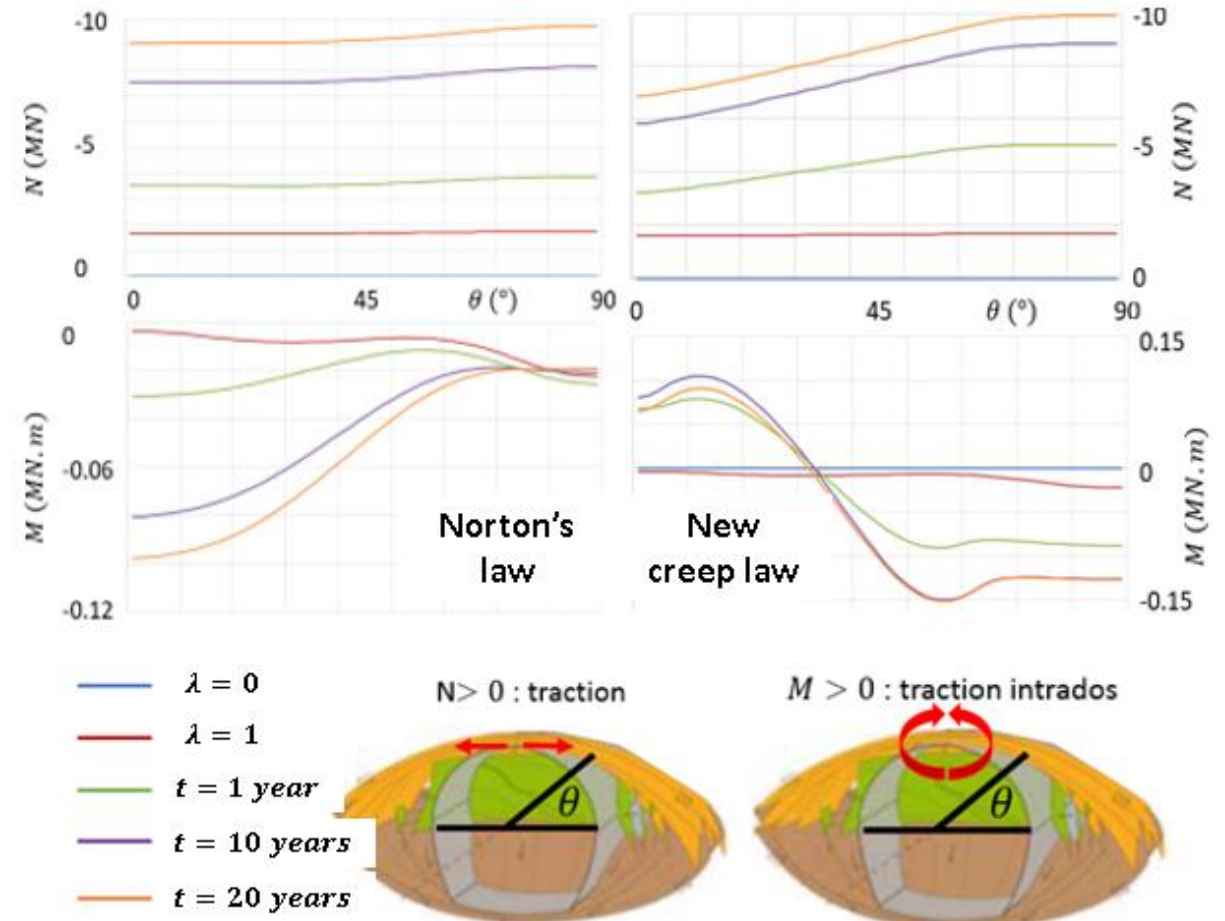 -10
-10
N (MN)
-5
-5
N (MN)
0
0
0
45
θ (°)
90
0
45
θ (°)
90
0
0.15
M (MN.m)
-0.06
0
M (MN.m)
Norton's
law
New
creep law
-0.12
-0.15
λ = 0
N> 0 : traction
M > 0 : traction intrados
λ = 1
t = 1 year
θ
θ
t = 10 years
t = 20 years